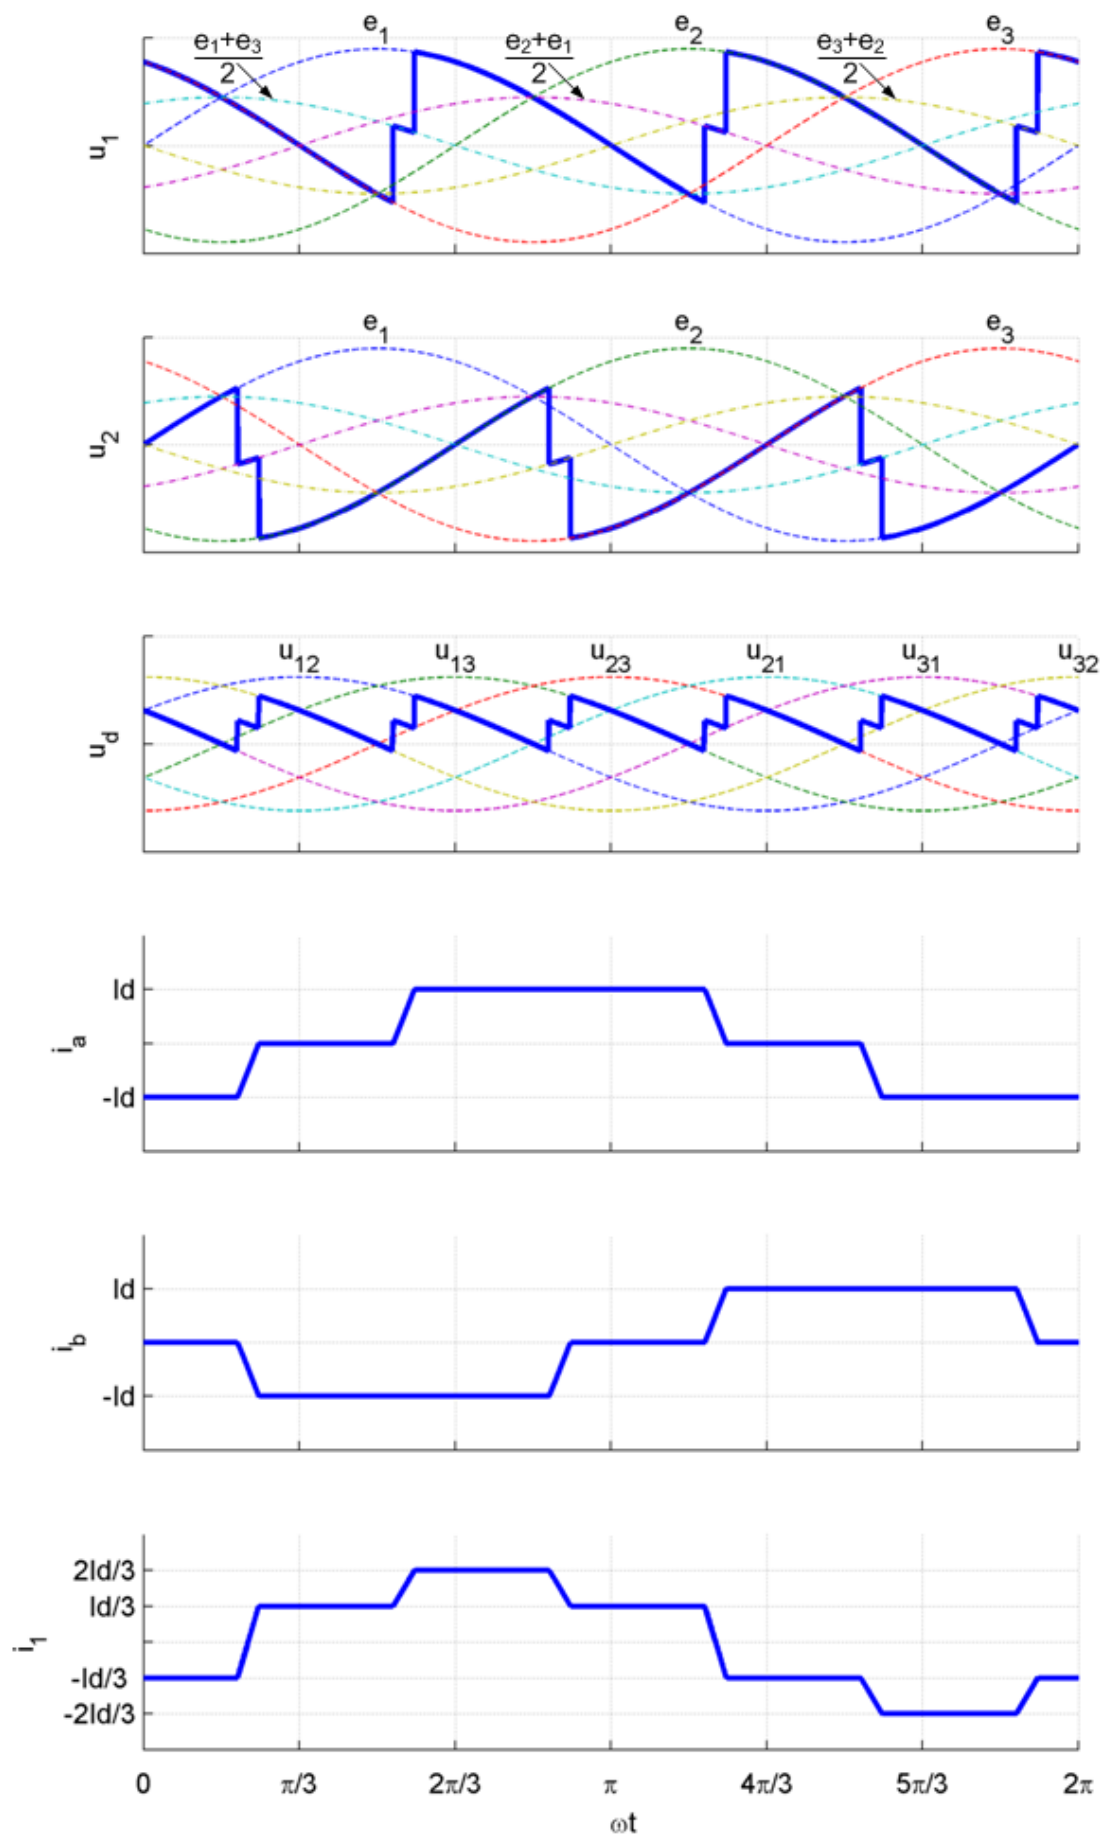 e₁ e₂ e₃
e₁+e₃/2 e₂+e₁/2 e₃+e₂/2
u₁
e₁ e₂ e₃
u₂
u₁₂ u₁₃ u₂₃ u₂₁ u₃₁ u₃₂
u_d
Id
i_a
-Id
Id
i_b
-Id
2Id/3
Id/3
i₁
-Id/3
-2Id/3
0 π/3 2π/3 π 4π/3 5π/3 2π
ωt